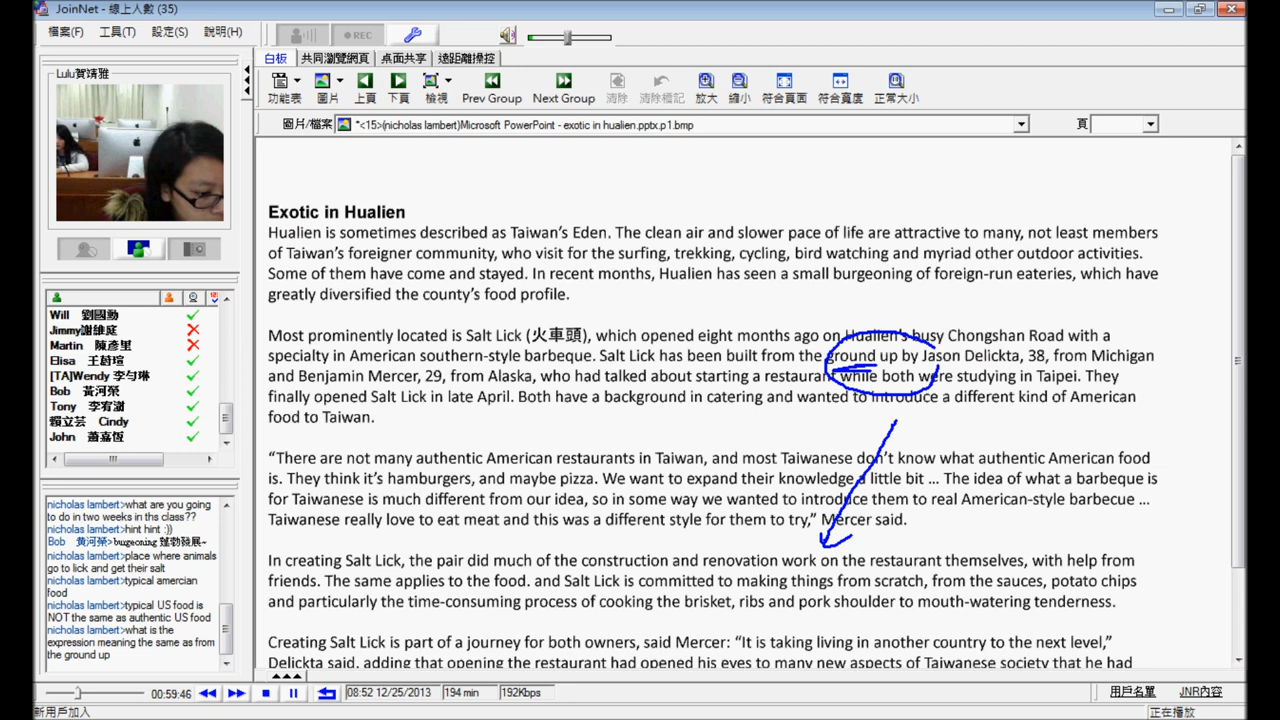 JoinNet - 線上人數 (35)
檔案(F) 工具(T) 設定(S) 說明(H)
REC
白板 共同瀏覽網頁 桌面共享 遠距離操控
功能表 圖片 上頁 下頁 檢視 Prev Group Next Group 清除 清除標記 放大 縮小 符合頁面 符合寬度 正常大小
圖片/檔案 *<15>(nicholas lambert)Microsoft PowerPoint - exotic in hualien.pptx.p1.bmp 頁
Lulu賀靖雅
Will 劉國勳
Jimmy謝維庭
Martin 陳彥里
Elisa 王蒔瑄
[TA]Wendy 李勻琳
Bob 黃河榮
Tony 李宥澍
賴立芸 Cindy
John 蕭嘉恆
nicholas lambert>what are you going
to do in two weeks in ths class??
nicholas lambert>hint hint :))
Bob 黃河榮>burgeoning 蓬勃發展~
nicholas lambert>place where animals
go to lick and get their salt
nicholas lambert>typical amercian
food
nicholas lambert>typical US food is
NOT the same as authentic US food
nicholas lambert>what is the
expression meaning the same as from
the ground up
Exotic in Hualien
Hualien is sometimes described as Taiwan’s Eden. The clean air and slower pace of life are attractive to many, not least members
of Taiwan’s foreigner community, who visit for the surfing, trekking, cycling, bird watching and myriad other outdoor activities.
Some of them have come and stayed. In recent months, Hualien has seen a small burgeoning of foreign-run eateries, which have
greatly diversified the county’s food profile.
Most prominently located is Salt Lick (火車頭), which opened eight months ago on Hualien’s busy Chongshan Road with a
specialty in American southern-style barbeque. Salt Lick has been built from the ground up by Jason Delickta, 38, from Michigan
and Benjamin Mercer, 29, from Alaska, who had talked about starting a restaurant while both were studying in Taipei. They
finally opened Salt Lick in late April. Both have a background in catering and wanted to introduce a different kind of American
food to Taiwan.
“There are not many authentic American restaurants in Taiwan, and most Taiwanese don’t know what authentic American food
is. They think it’s hamburgers, and maybe pizza. We want to expand their knowledge a little bit ... The idea of what a barbeque is
for Taiwanese is much different from our idea, so in some way we wanted to introduce them to real American-style barbecue ...
Taiwanese really love to eat meat and this was a different style for them to try,” Mercer said.
In creating Salt Lick, the pair did much of the construction and renovation work on the restaurant themselves, with help from
friends. The same applies to the food. and Salt Lick is committed to making things from scratch, from the sauces, potato chips
and particularly the time-consuming process of cooking the brisket, ribs and pork shoulder to mouth-watering tenderness.
Creating Salt Lick is part of a journey for both owners, said Mercer: “It is taking living in another country to the next level,”
Delickta said, adding that opening the restaurant had opened his eyes to many new aspects of Taiwanese society that he had
00:59:46 08:52 12/25/2013 194 min 192Kbps 用戶名單 JNR內容
新用戶加入 正在播放